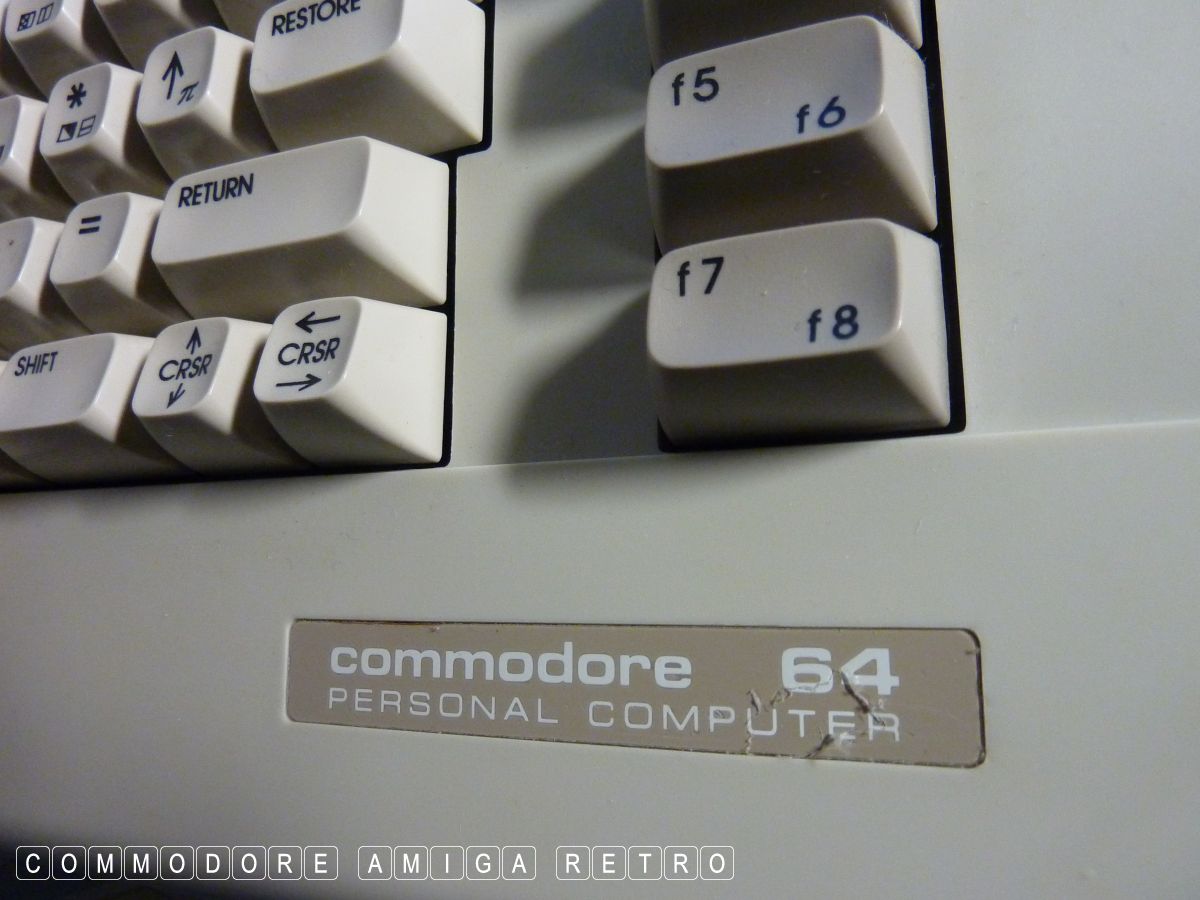 RESTORE
↑ π
*
RETURN
=
SHIFT
↑ CRSR ↓
← CRSR →
f5
f6
f7
f8
commodore 64
PERSONAL COMPUTER
COMMODORE AMIGA RETRO